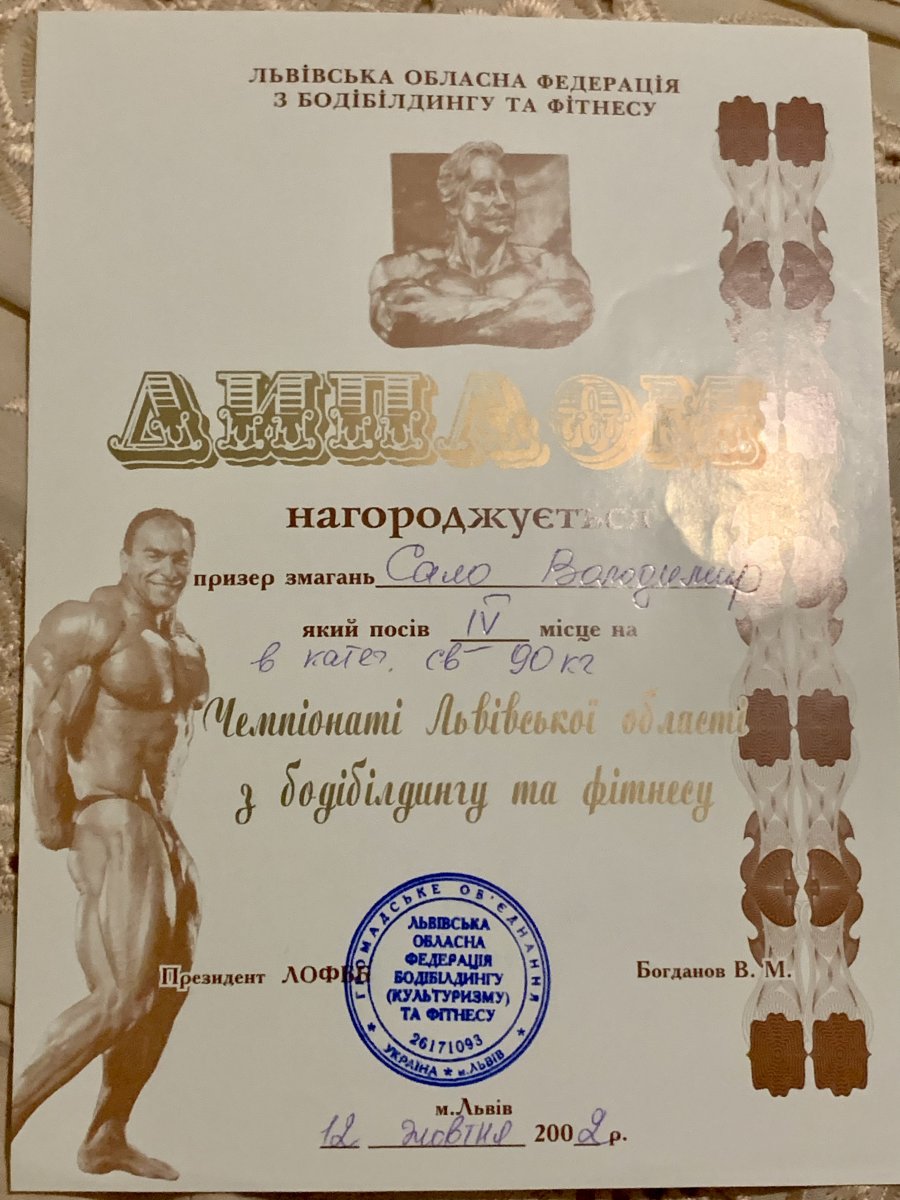 ЛЬВІВСЬКА ОБЛАСНА ФЕДЕРАЦІЯ
З БОДІБІЛДИНГУ ТА ФІТНЕСУ
ДИПЛОМ
нагороджується
призер змагань Сало Володимир
який посів IV місце на
в катег. св 90 кг
Чемпіонаті Львівської області
з бодібілдингу та фітнесу
ГРОМАДСЬКЕ ОБ'ЄДНАННЯ
ЛЬВІВСЬКА
ОБЛАСНА
ФЕДЕРАЦІЯ
БОДІБІЛДИНГУ
(КУЛЬТУРИЗМУ)
ТА ФІТНЕСУ
26171093
УКРАЇНА * м.ЛЬВІВ
Президент ЛОФББ Богданов В. М.
м.Львів
12 жовтня 2002 р.